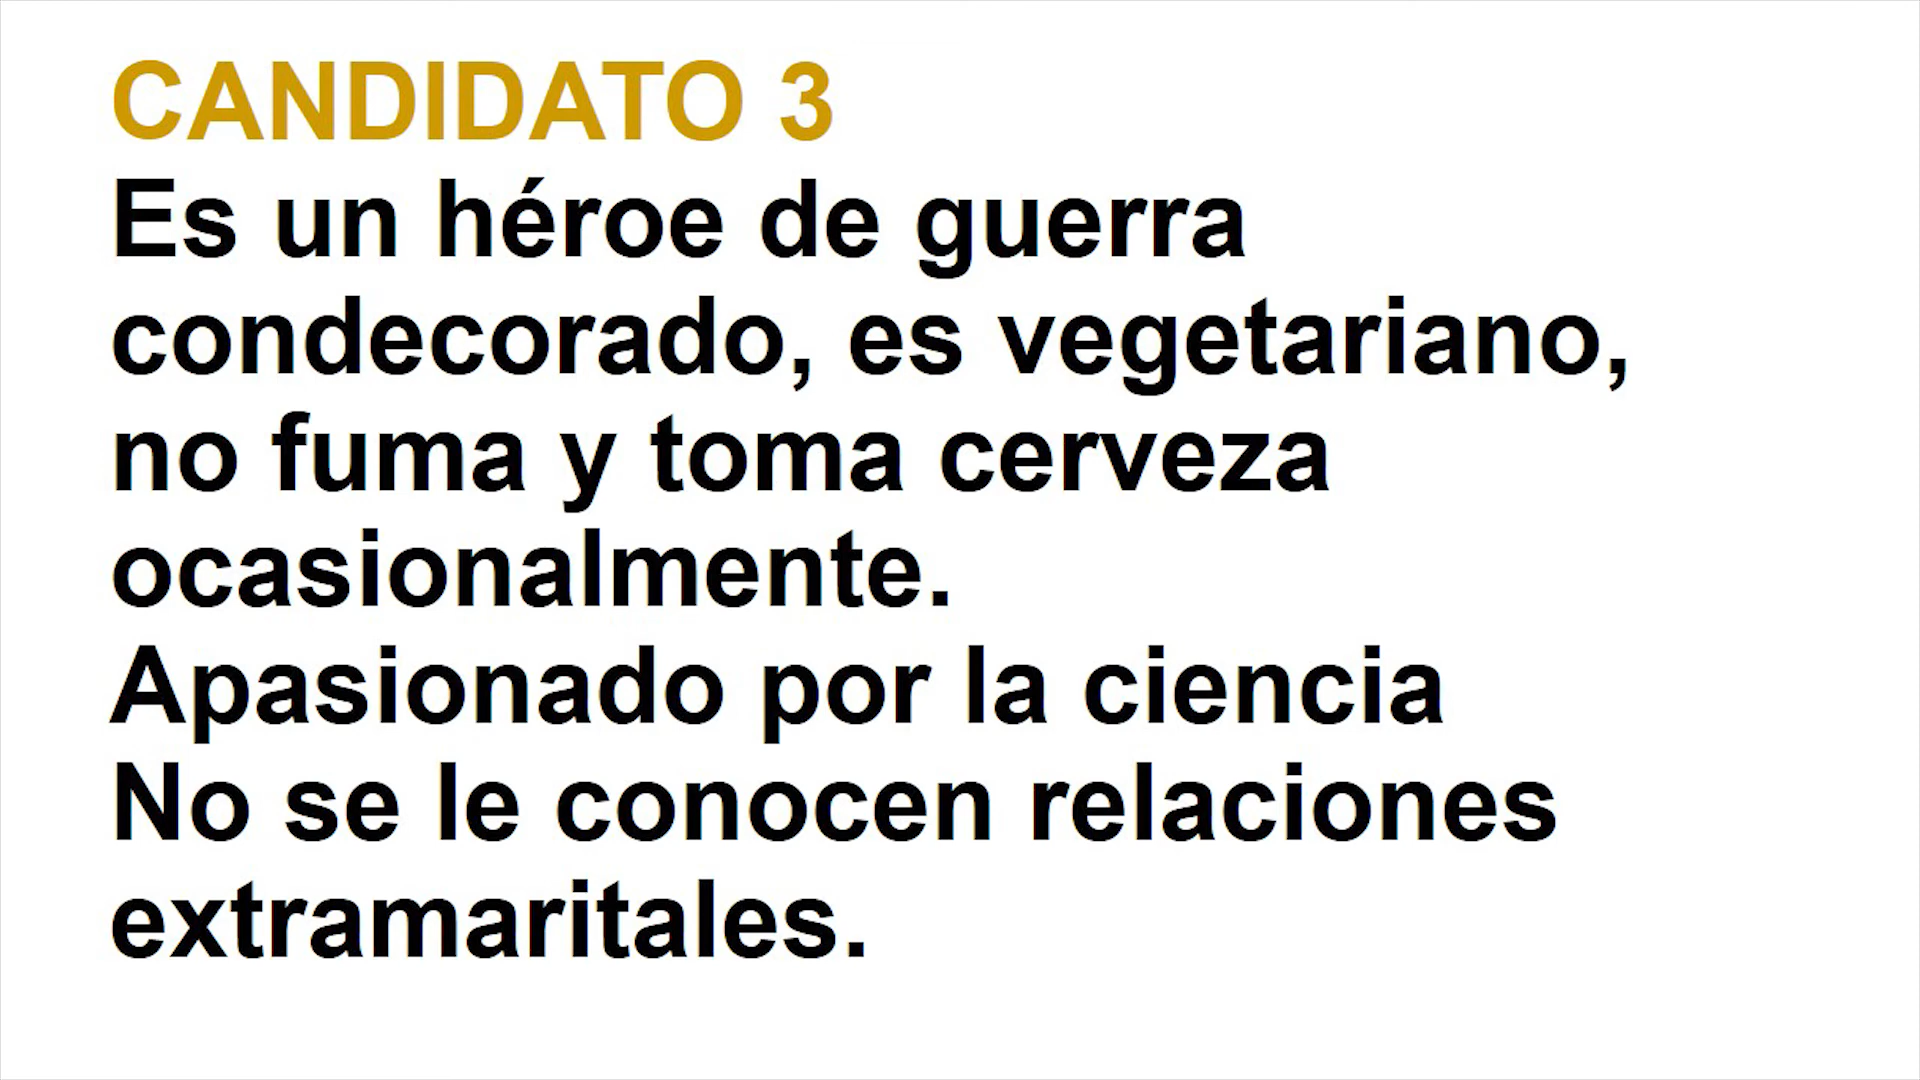 CANDIDATO 3
Es un héroe de guerra
condecorado, es vegetariano,
no fuma y toma cerveza
ocasionalmente.
Apasionado por la ciencia
No se le conocen relaciones
extramaritales.